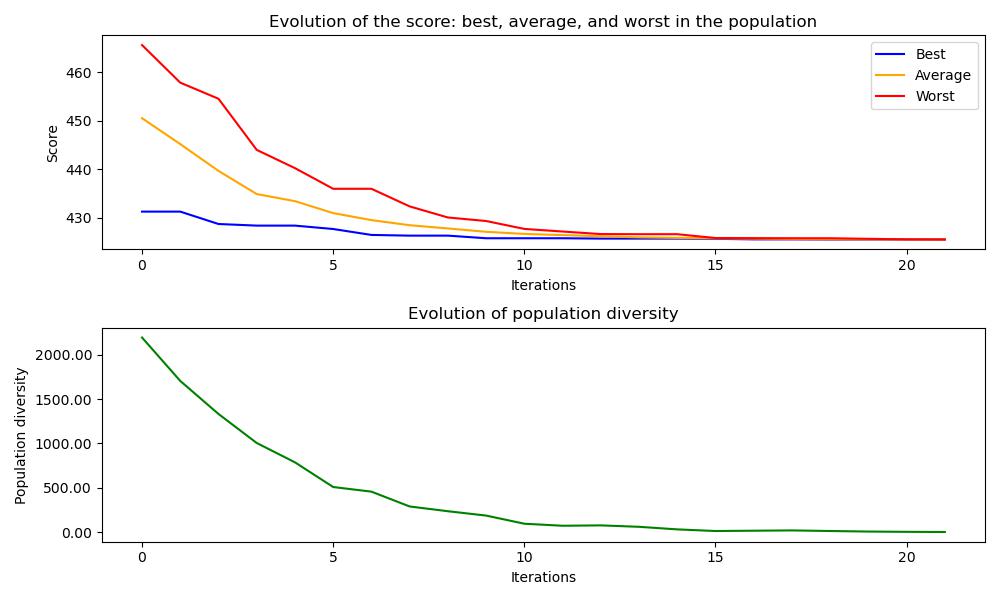 Evolution of the score: best, average, and worst in the population
Score
460
450
440
430
Best
Average
Worst
0 5 10 15 20
Iterations
Evolution of population diversity
Population diversity
2000.00
1500.00
1000.00
500.00
0.00
0 5 10 15 20
Iterations